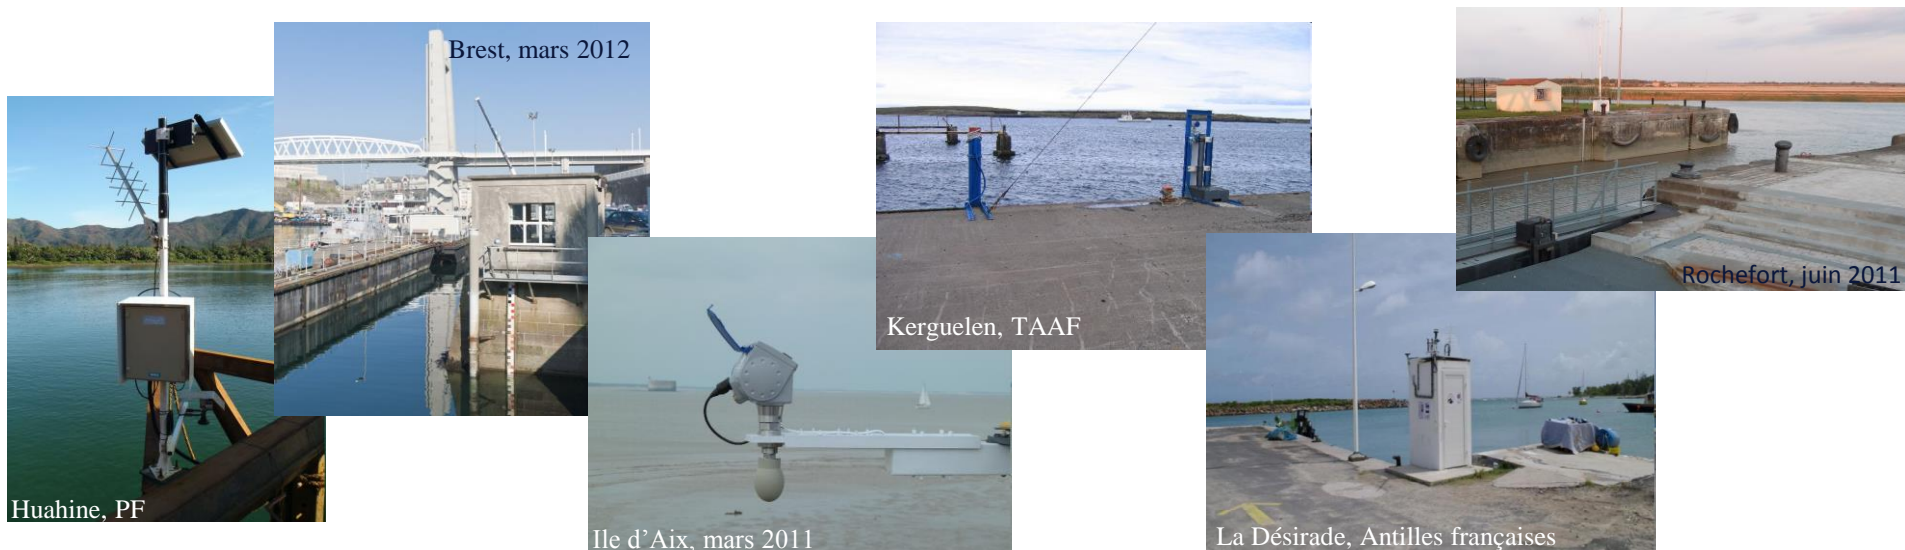 Huahine, PF
Brest, mars 2012
Ile d’Aix, mars 2011
Kerguelen, TAAF
La Désirade, Antilles françaises
Rochefort, juin 2011